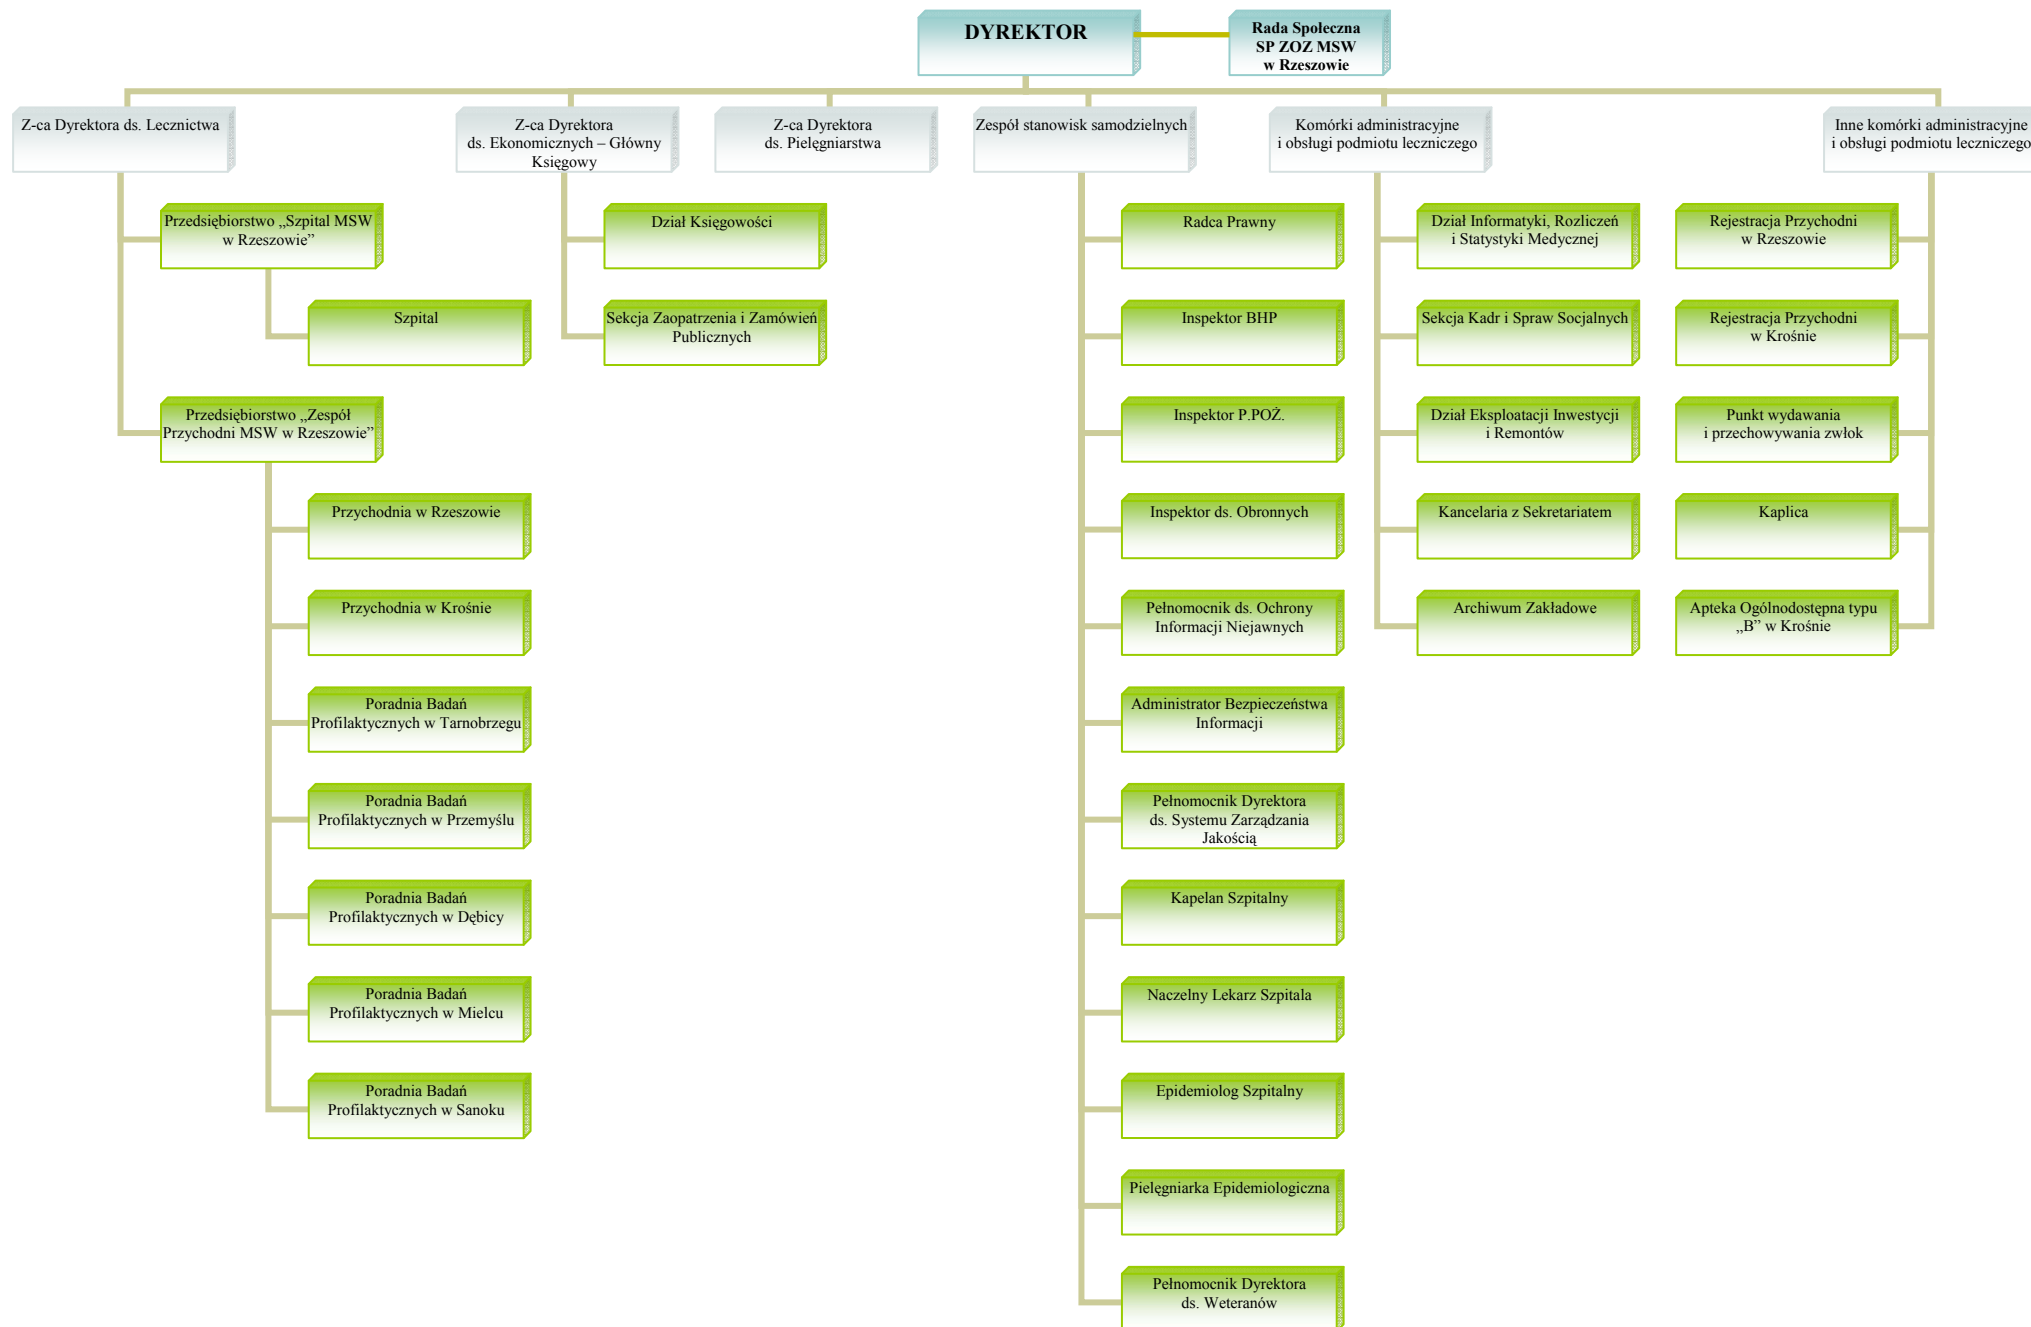 DYREKTOR
Rada Społeczna
SP ZOZ MSW
w Rzeszowie
Z-ca Dyrektora ds. Lecznictwa
Z-ca Dyrektora
ds. Ekonomicznych – Główny
Księgowy
Z-ca Dyrektora
ds. Pielęgniarstwa
Zespół stanowisk samodzielnych
Komórki administracyjne
i obsługi podmiotu leczniczego
Inne komórki administracyjne
i obsługi podmiotu leczniczego
Przedsiębiorstwo „Szpital MSW
w Rzeszowie”
Szpital
Przedsiębiorstwo „Zespół
Przychodni MSW w Rzeszowie”
Przychodnia w Rzeszowie
Przychodnia w Krośnie
Poradnia Badań
Profilaktycznych w Tarnobrzegu
Poradnia Badań
Profilaktycznych w Przemyślu
Poradnia Badań
Profilaktycznych w Dębicy
Poradnia Badań
Profilaktycznych w Mielcu
Poradnia Badań
Profilaktycznych w Sanoku
Dział Księgowości
Sekcja Zaopatrzenia i Zamówień
Publicznych
Radca Prawny
Inspektor BHP
Inspektor P.POŻ.
Inspektor ds. Obronnych
Pełnomocnik ds. Ochrony
Informacji Niejawnych
Administrator Bezpieczeństwa
Informacji
Pełnomocnik Dyrektora
ds. Systemu Zarządzania
Jakością
Kapelan Szpitalny
Naczelny Lekarz Szpitala
Epidemiolog Szpitalny
Pielęgniarka Epidemiologiczna
Pełnomocnik Dyrektora
ds. Weteranów
Dział Informatyki, Rozliczeń
i Statystyki Medycznej
Sekcja Kadr i Spraw Socjalnych
Dział Eksploatacji Inwestycji
i Remontów
Kancelaria z Sekretariatem
Archiwum Zakładowe
Rejestracja Przychodni
w Rzeszowie
Rejestracja Przychodni
w Krośnie
Punkt wydawania
i przechowywania zwłok
Kaplica
Apteka Ogólnodostępna typu
„B” w Krośnie